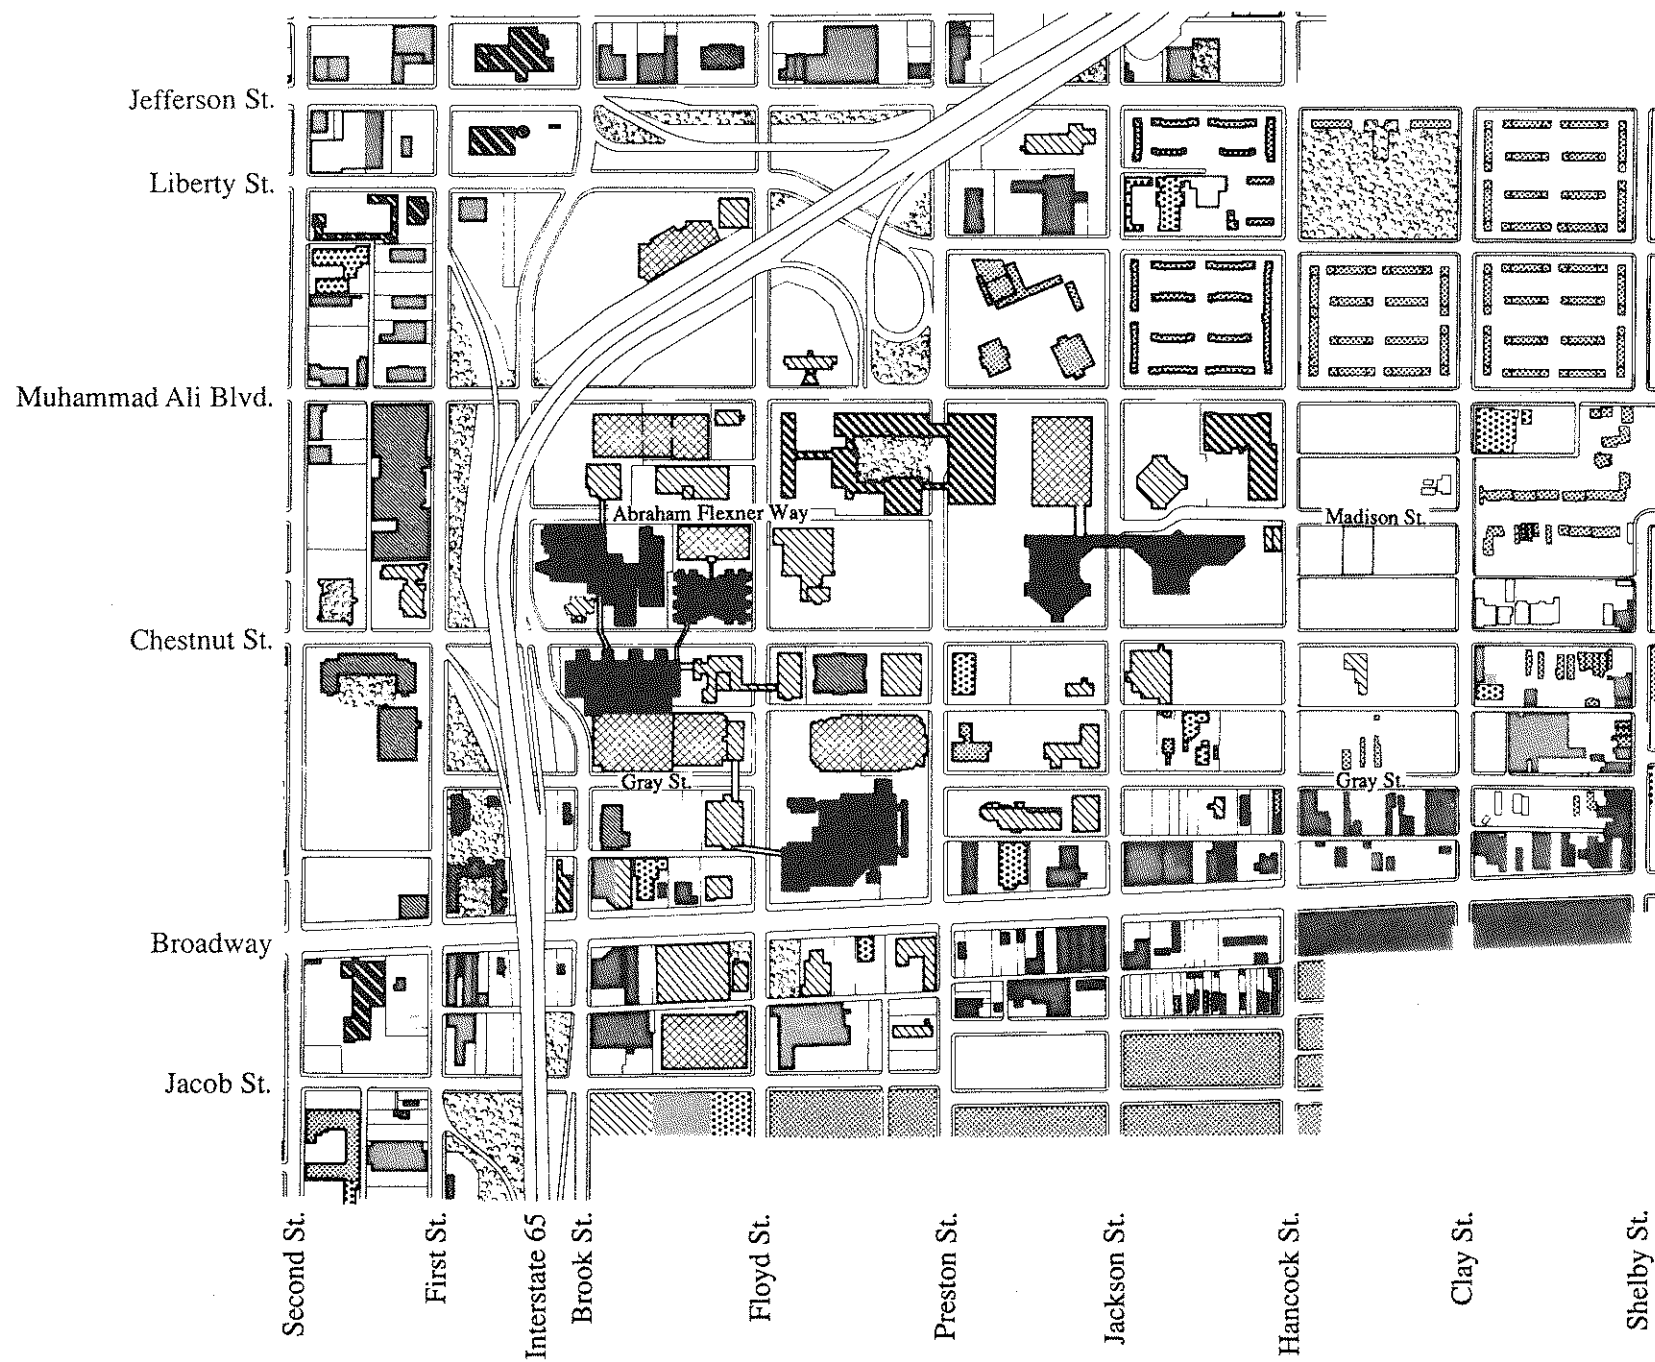 Jefferson St.
Liberty St.
Muhammad Ali Blvd.
Abraham Flexner Way
Madison St.
Chestnut St.
Gray St.
Gray St.
Broadway
Jacob St.
Second St.
First St.
Interstate 65
Brook St.
Floyd St.
Preston St.
Jackson St.
Hancock St.
Clay St.
Shelby St.